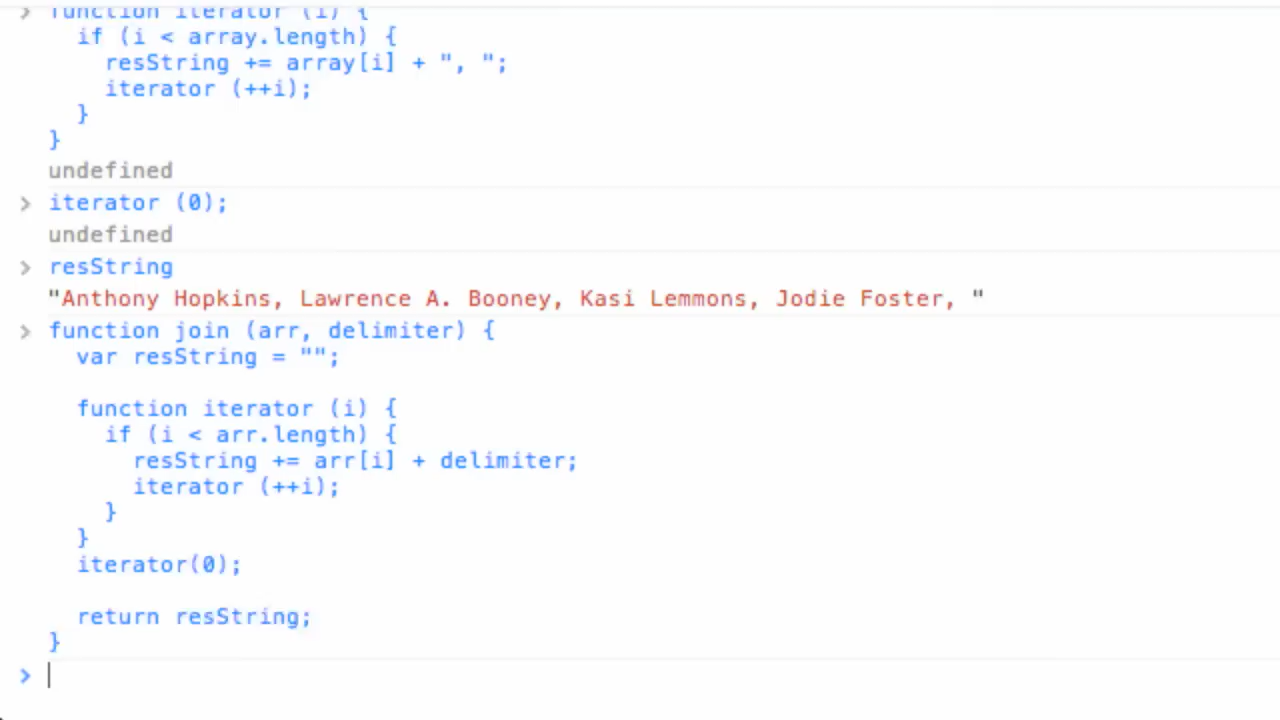 > function iterator (i) {
if (i < array.length) {
resString += array[i] + ", ";
iterator (++i);
}
}
undefined
> iterator (0);
undefined
> resString
"Anthony Hopkins, Lawrence A. Booney, Kasi Lemmons, Jodie Foster, "
> function join (arr, delimiter) {
var resString = "";
function iterator (i) {
if (i < arr.length) {
resString += arr[i] + delimiter;
iterator (++i);
}
}
iterator(0);
return resString;
}
>